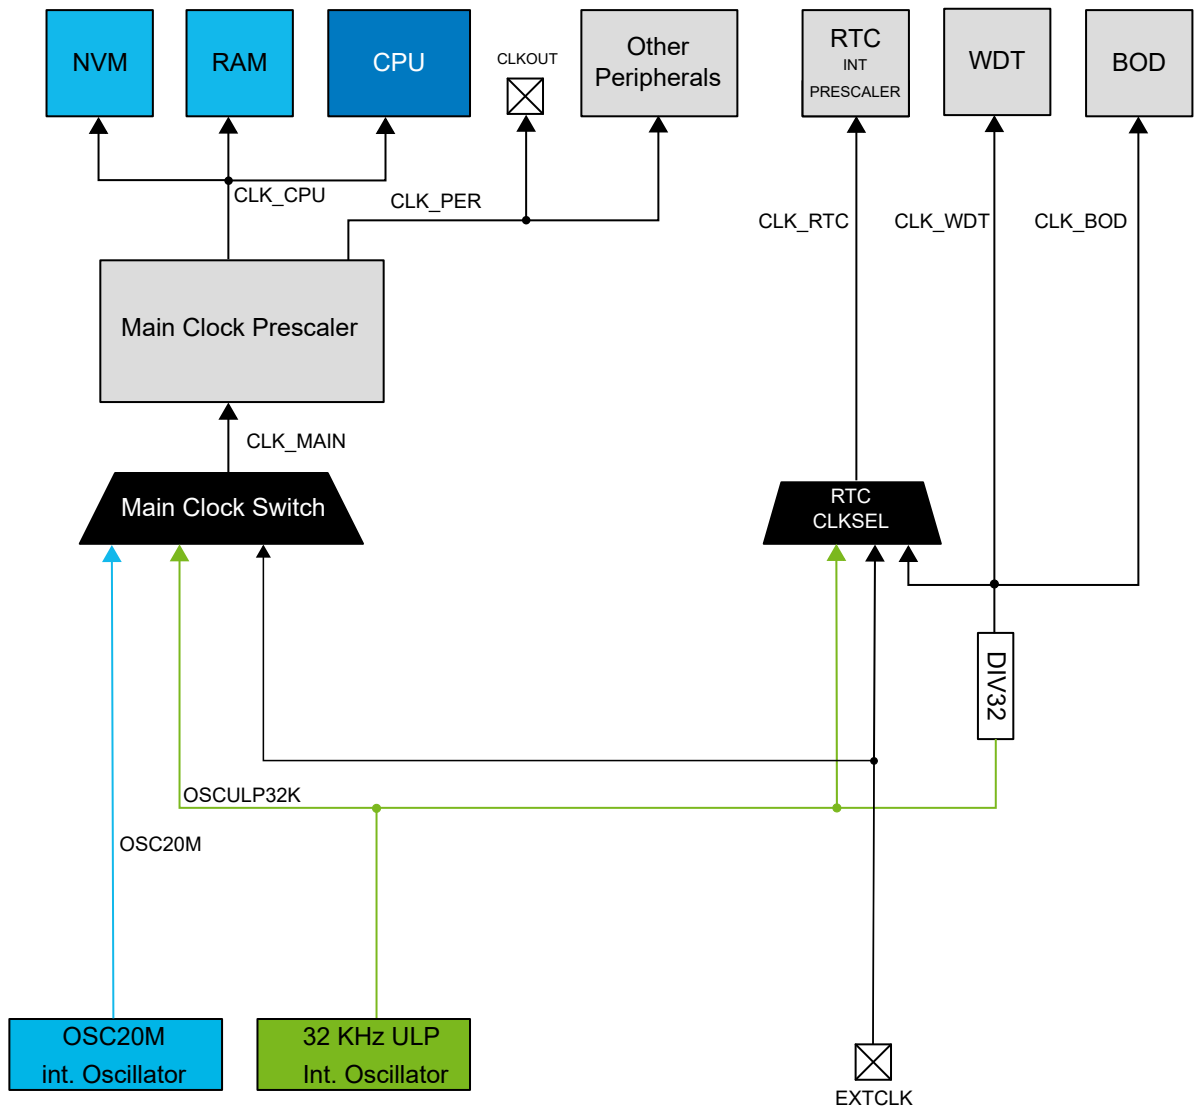 NVM
RAM
CPU
CLKOUT
Other
Peripherals
RTC
INT
PRESCALER
WDT
BOD
CLK_CPU
CLK_PER
CLK_RTC
CLK_WDT
CLK_BOD
Main Clock Prescaler
CLK_MAIN
Main Clock Switch
RTC
CLKSEL
DIV32
OSCULP32K
OSC20M
OSC20M
int. Oscillator
32 KHz ULP
Int. Oscillator
EXTCLK